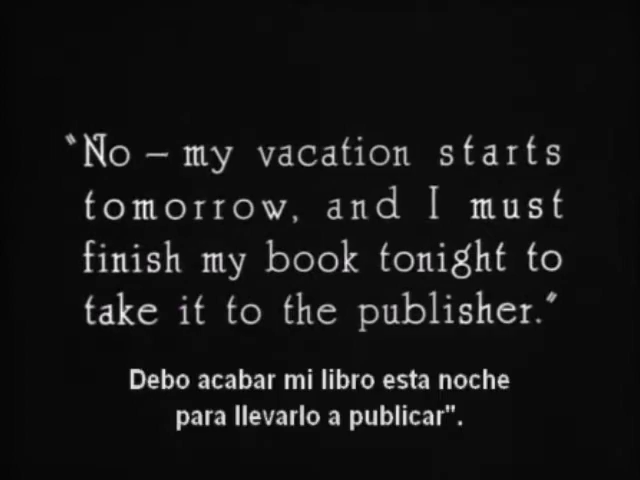 "No – my vacation starts
tomorrow, and I must
finish my book tonight to
take it to the publisher."
Debo acabar mi libro esta noche
para llevarlo a publicar".